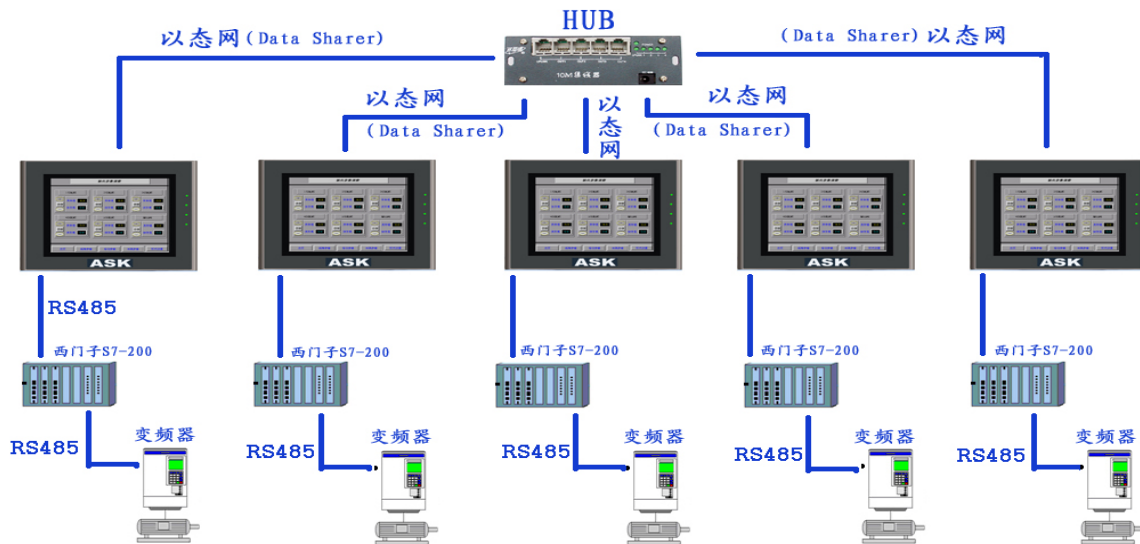 HUB
以态网(Data Sharer)
(Data Sharer)以态网
10M集线器
以态网
(Data Sharer)
以态网
以态网
(Data Sharer)
ASK
ASK
ASK
ASK
ASK
RS485
西门子S7-200
西门子S7-200
西门子S7-200
西门子S7-200
西门子S7-200
RS485
变频器
RS485
变频器
RS485
变频器
RS485
变频器
RS485
变频器